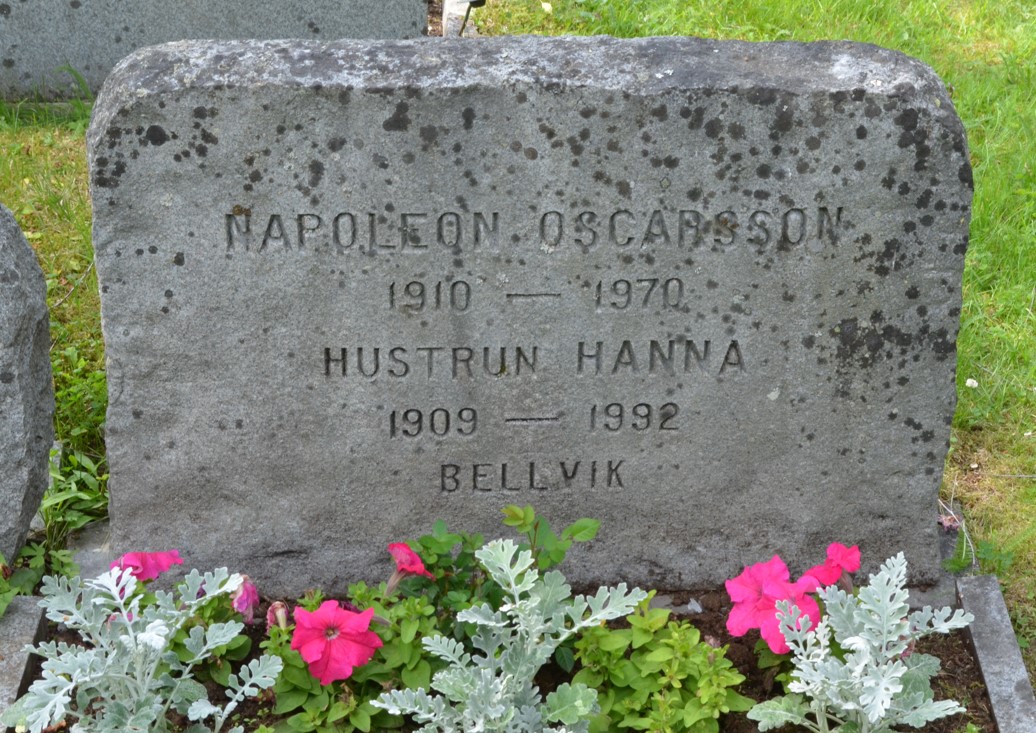 NAPOLEON OSCARSSON
1910 — 1970
HUSTRUN HANNA
1909 — 1992
BELLVIK